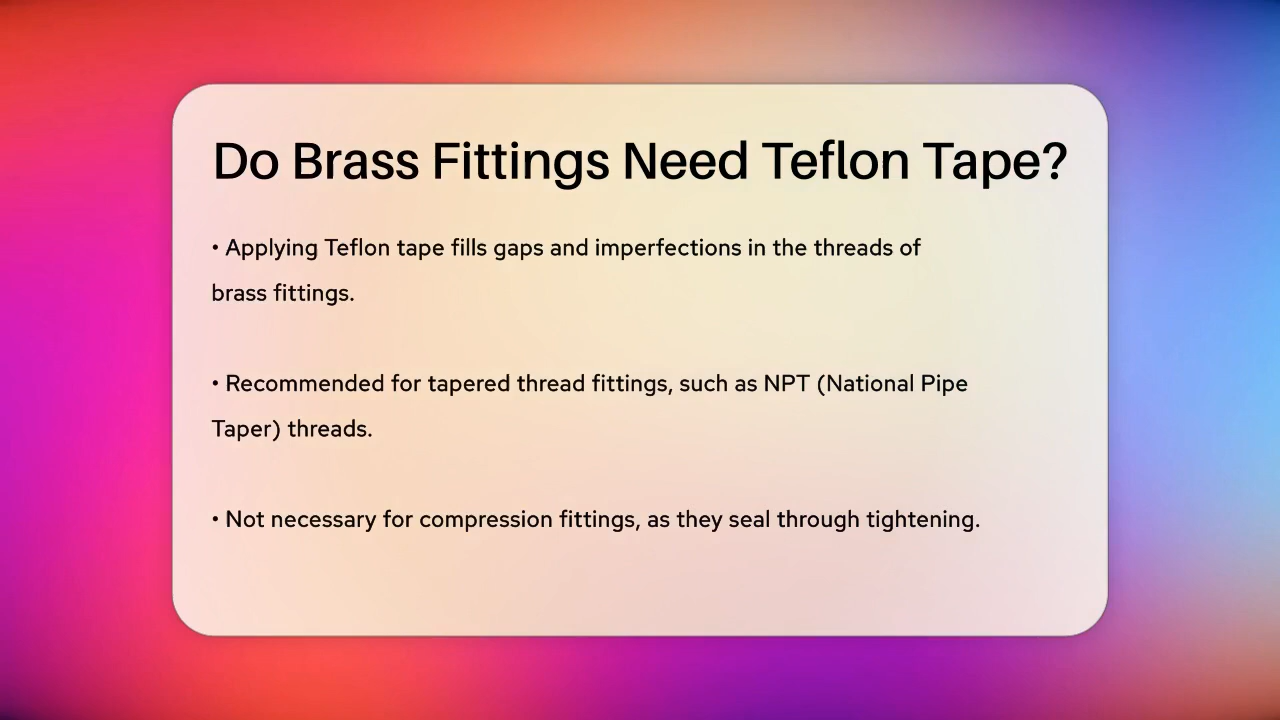 Do Brass Fittings Need Teflon Tape?
• Applying Teflon tape fills gaps and imperfections in the threads of
brass fittings.
• Recommended for tapered thread fittings, such as NPT (National Pipe
Taper) threads.
• Not necessary for compression fittings, as they seal through tightening.